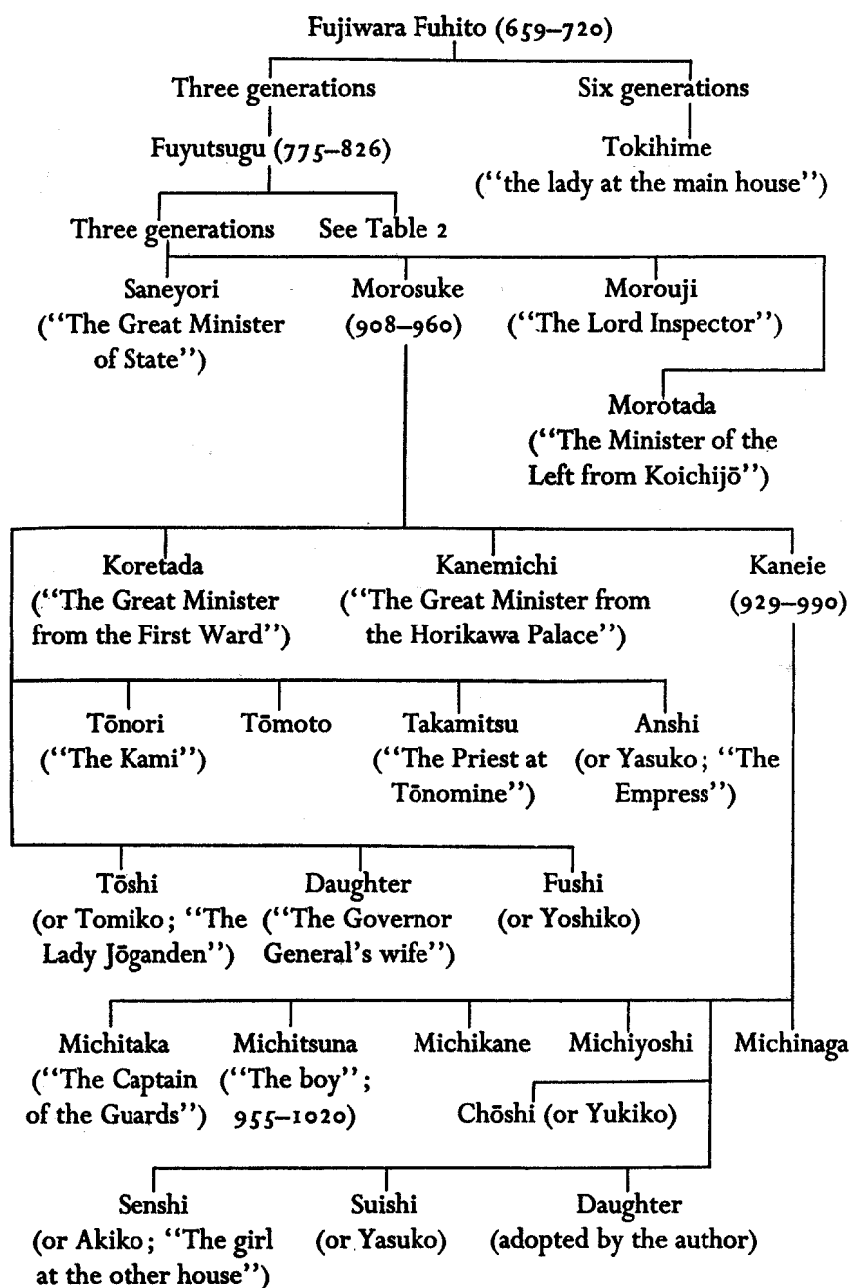 Fujiwara Fuhito (659–720)
Three generations Six generations
Fuyutsugu (775–826) Tokihime
(“the lady at the main house”)
Three generations See Table 2
Saneyori Morosuke Morouji
(“The Great Minister (908–960) (“The Lord Inspector”)
of State”)
Morotada
(“The Minister of the
Left from Koichijō”)
Koretada Kanemichi Kaneie
(“The Great Minister (“The Great Minister from (929–990)
from the First Ward”) the Horikawa Palace”)
Tōnori Tōmoto Takamitsu Anshi
(“The Kami”) (“The Priest at (or Yasuko; “The
Tōnomine”) Empress”)
Tōshi Daughter Fushi
(or Tomiko; “The (“The Governor (or Yoshiko)
Lady Jōganden”) General’s wife”)
Michitaka Michitsuna Michikane Michiyoshi Michinaga
(“The Captain (“The boy”;
of the Guards”) 955–1020) Chōshi (or Yukiko)
Senshi Suishi Daughter
(or Akiko; “The girl (or Yasuko) (adopted by the author)
at the other house”)